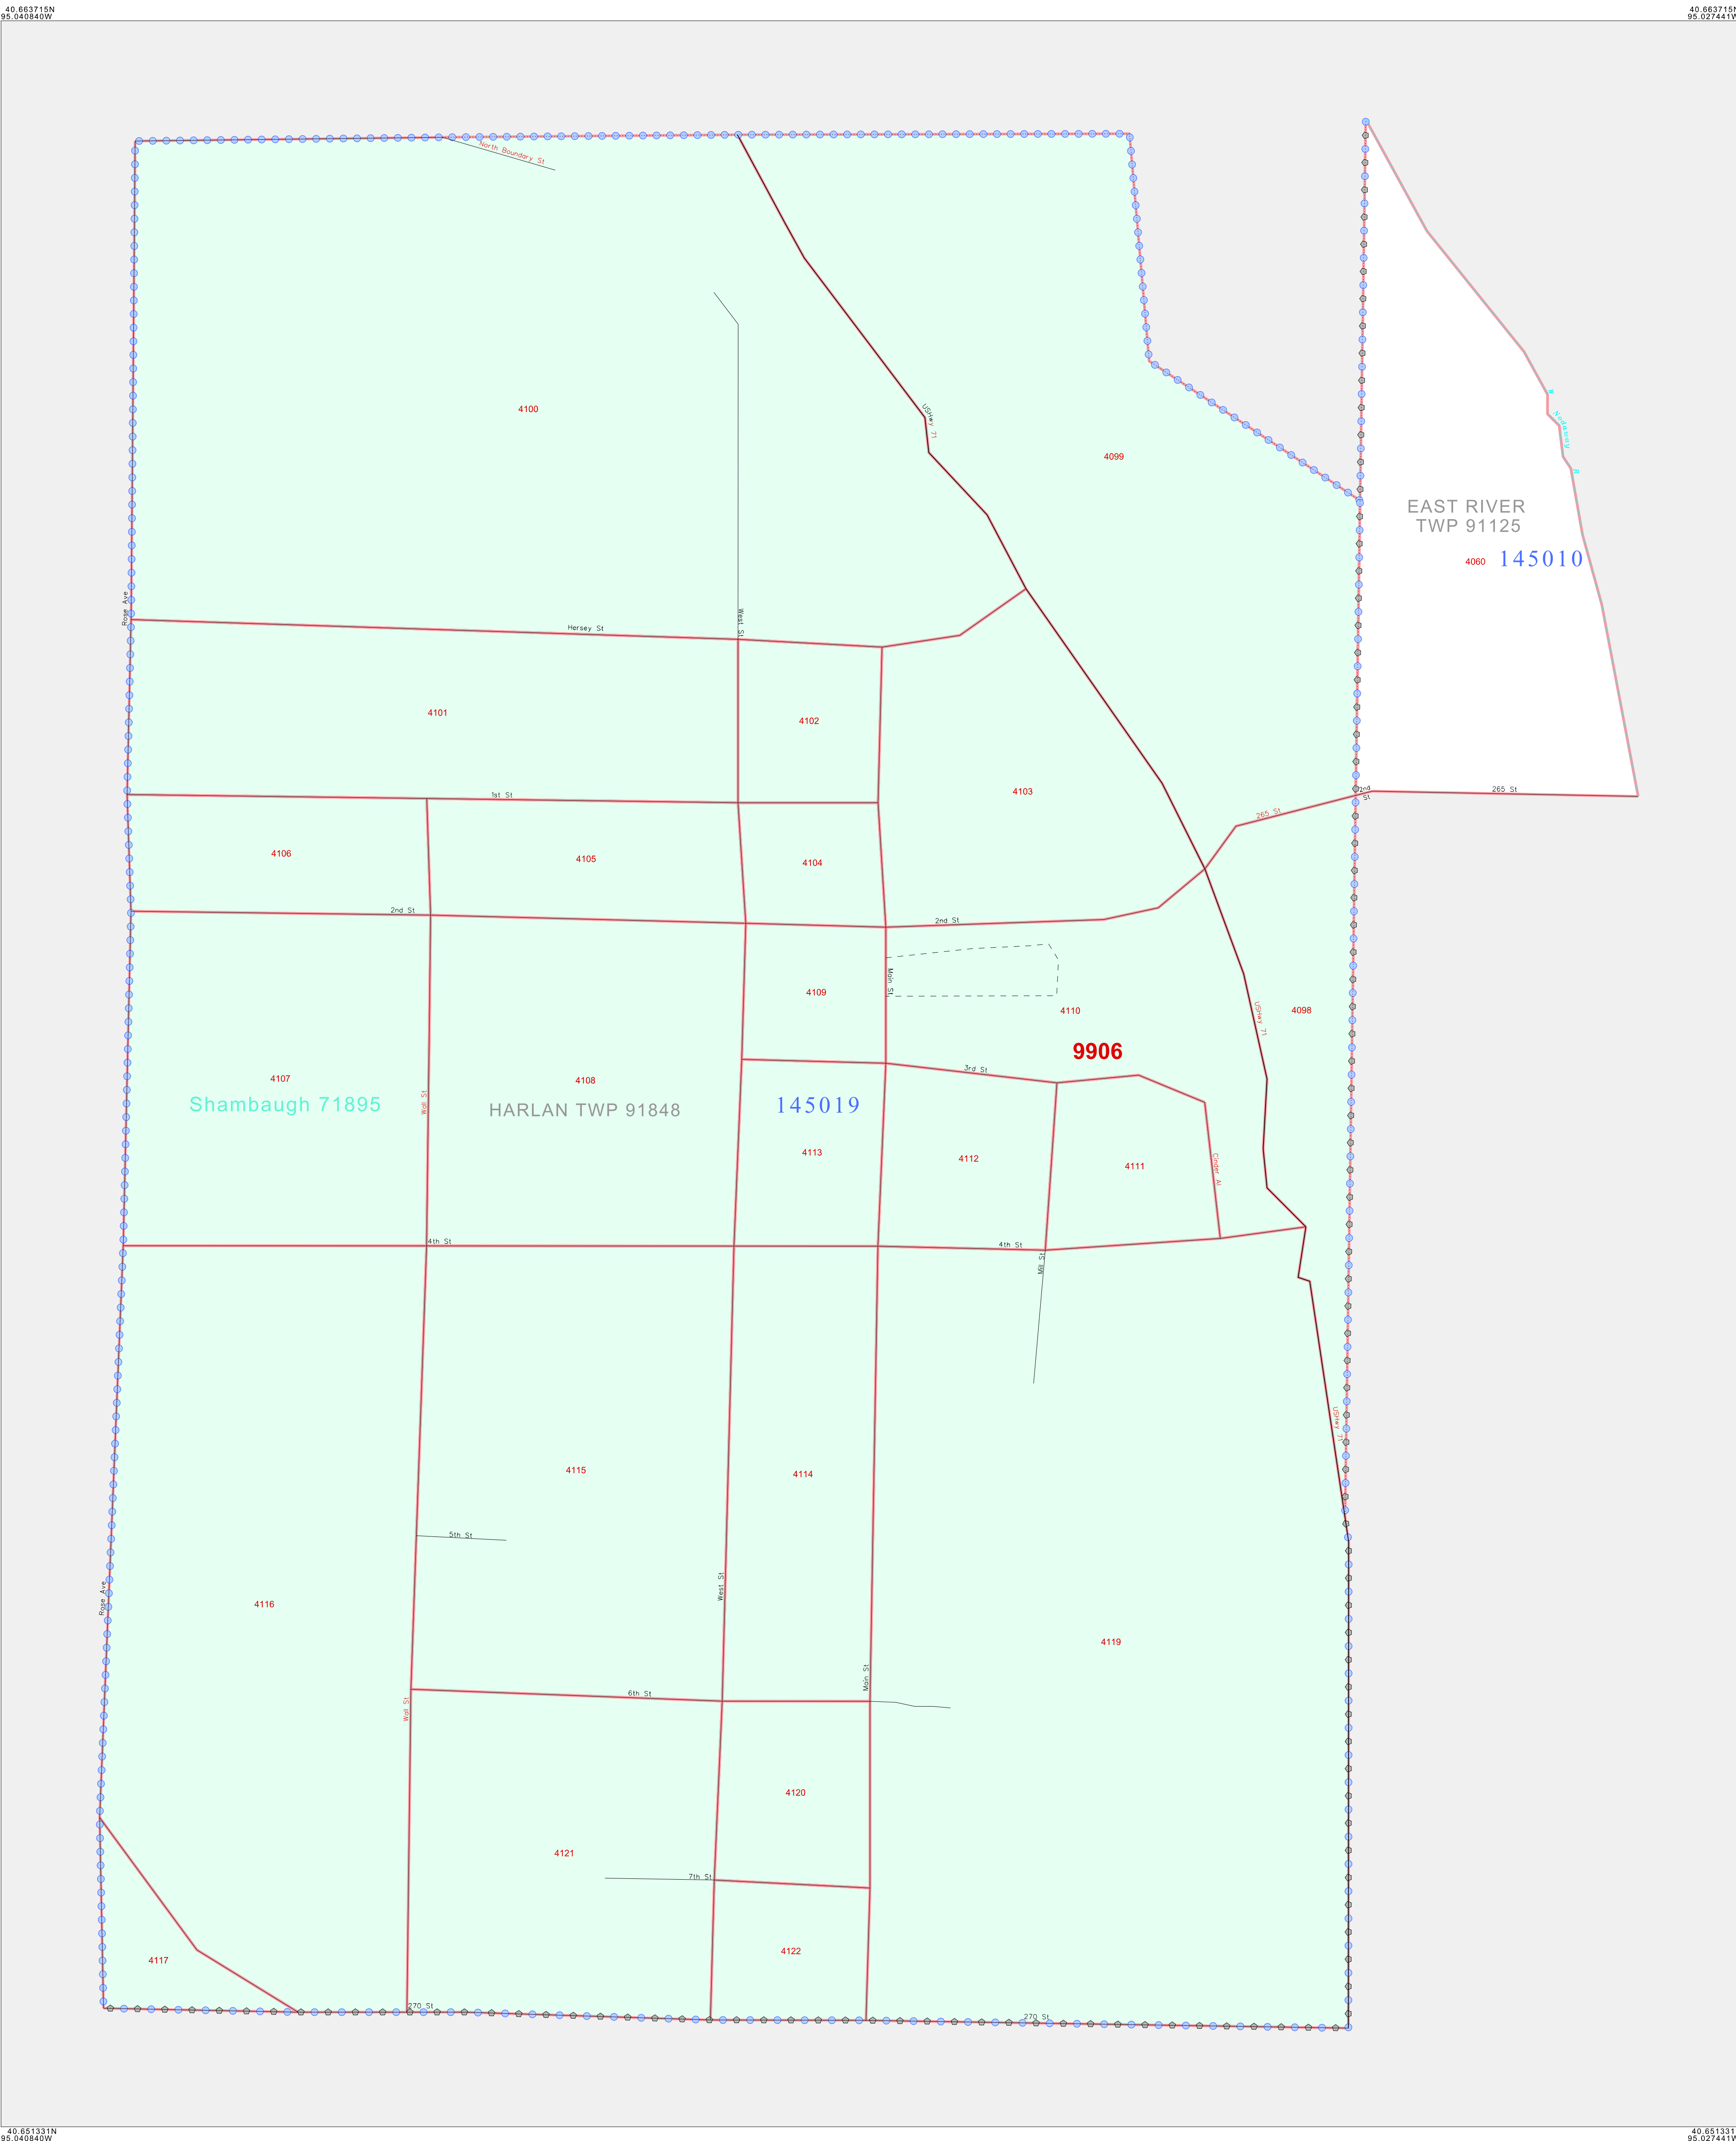 40.663715N
95.040840W
40.663715N
95.027441W
North Boundary St
USHwy 71
4100
4099
N
Nodaway
R
EAST RIVER
TWP 91125
4060
145010
Rose Ave
Hersey St
West St
4101
4102
4103
1st St
2nd
St
265 St
265 St
4106
4105
4104
2nd St
2nd St
Main St
4109
4110
4098
USHwy 71
9906
3rd St
4107
4108
Shambaugh 71895
HARLAN TWP 91848
145019
Wall St
4113
4112
4111
Cinder Al
4th St
4th St
Mill St
USHwy 71
4115
4114
5th St
West St
4116
Rose Ave
4119
Main St
6th St
Wall St
4120
4121
7th St
4117
4122
270 St
270 St
40.651331N
95.040840W
40.651331
95.027441W